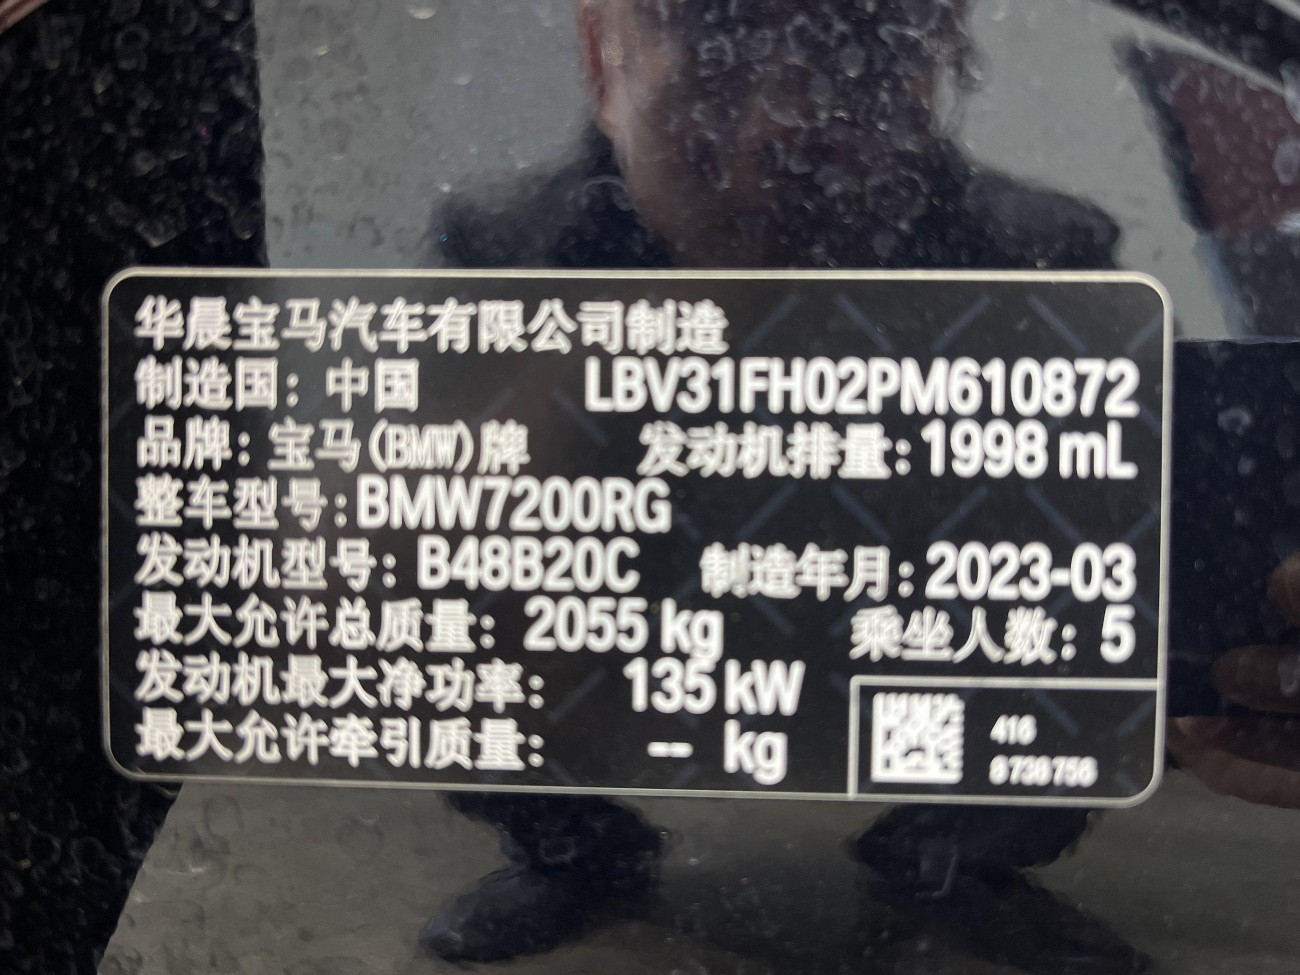 华晨宝马汽车有限公司制造
制造国：中国 LBV31FH02PM610872
品牌：宝马(BMW)牌 发动机排量：1998 mL
整车型号：BMW7200RG
发动机型号：B48B20C 制造年月：2023-03
最大允许总质量：2055 kg 乘坐人数：5
发动机最大净功率：135 kW
最大允许牵引质量：-- kg
416